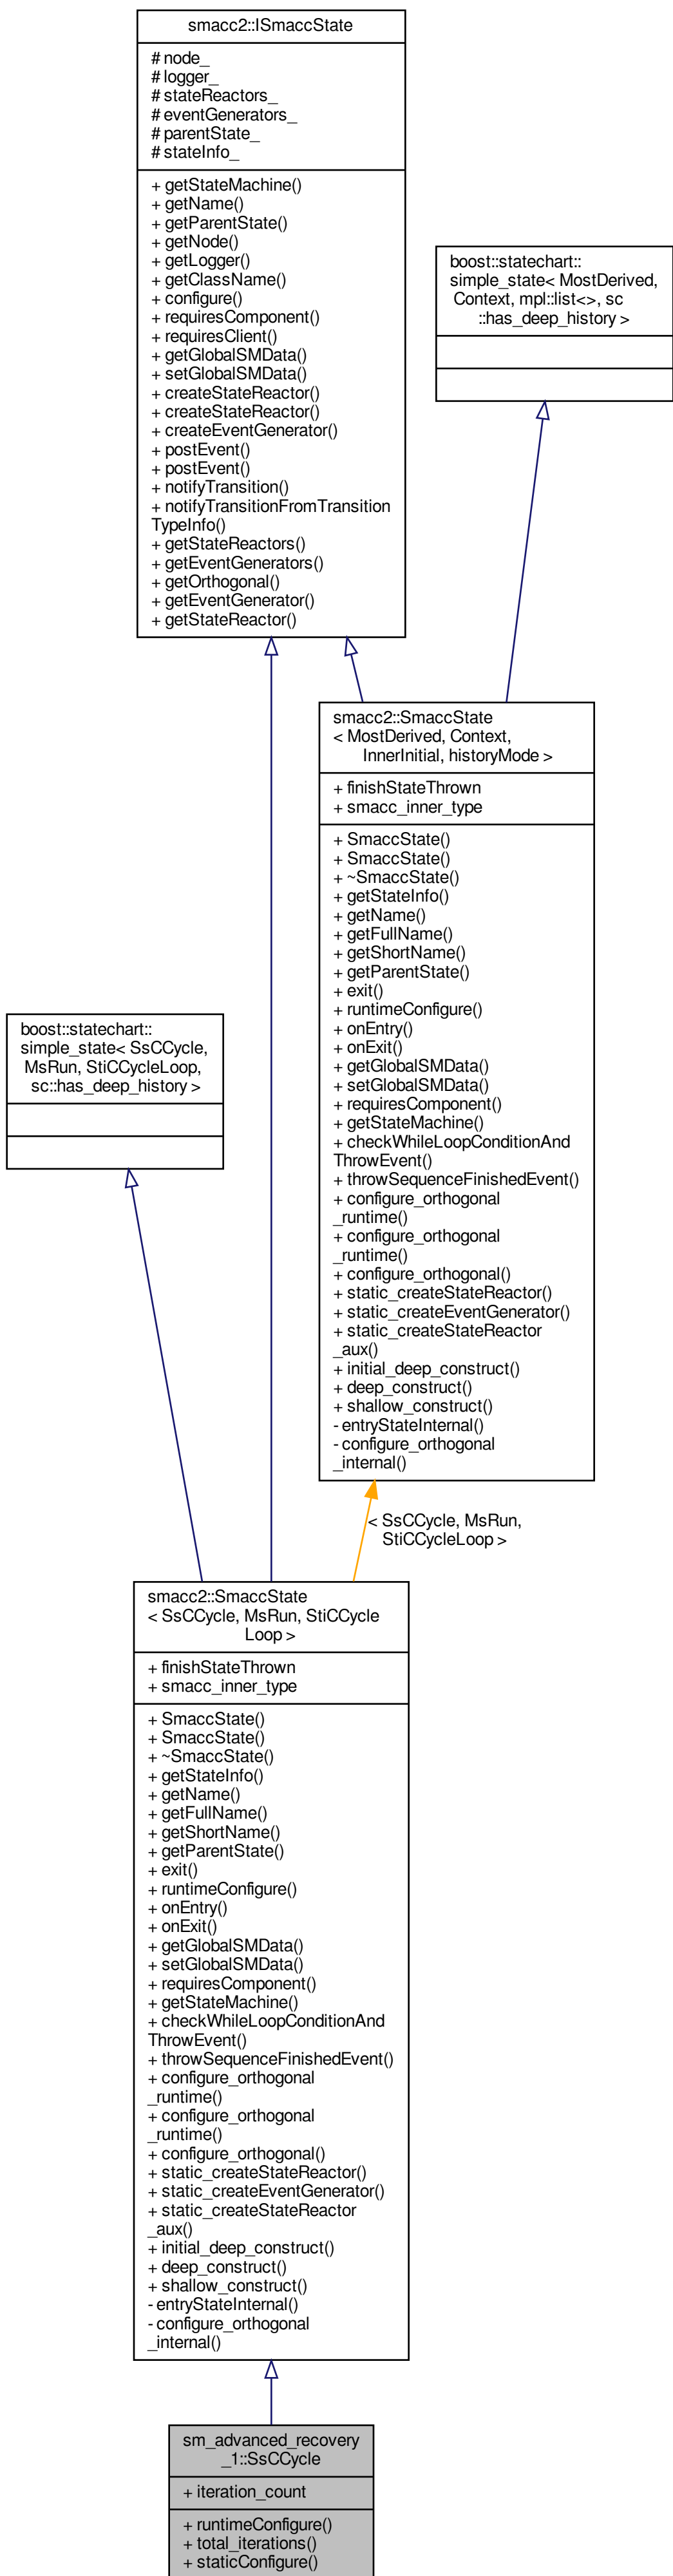 smacc2::ISmaccState
# node_
# logger_
# stateReactors_
# eventGenerators_
# parentState_
# stateInfo_
+ getStateMachine()
+ getName()
+ getParentState()
+ getNode()
+ getLogger()
+ getClassName()
+ configure()
+ requiresComponent()
+ requiresClient()
+ getGlobalSMData()
+ setGlobalSMData()
+ createStateReactor()
+ createStateReactor()
+ createEventGenerator()
+ postEvent()
+ postEvent()
+ notifyTransition()
+ notifyTransitionFromTransition
TypeInfo()
+ getStateReactors()
+ getEventGenerators()
+ getOrthogonal()
+ getEventGenerator()
+ getStateReactor()
boost::statechart::
simple_state< MostDerived,
Context, mpl::list<>, sc
::has_deep_history >
smacc2::SmaccState
< MostDerived, Context,
InnerInitial, historyMode >
+ finishStateThrown
+ smacc_inner_type
+ SmaccState()
+ SmaccState()
+ ~SmaccState()
+ getStateInfo()
+ getName()
+ getFullName()
+ getShortName()
+ getParentState()
+ exit()
+ runtimeConfigure()
+ onEntry()
+ onExit()
+ getGlobalSMData()
+ setGlobalSMData()
+ requiresComponent()
+ getStateMachine()
+ checkWhileLoopConditionAnd
ThrowEvent()
+ throwSequenceFinishedEvent()
+ configure_orthogonal
_runtime()
+ configure_orthogonal
_runtime()
+ configure_orthogonal()
+ static_createStateReactor()
+ static_createEventGenerator()
+ static_createStateReactor
_aux()
+ initial_deep_construct()
+ deep_construct()
+ shallow_construct()
- entryStateInternal()
- configure_orthogonal
_internal()
boost::statechart::
simple_state< SsCCycle,
MsRun, StiCCycleLoop,
sc::has_deep_history >
< SsCCycle, MsRun,
StiCCycleLoop >
smacc2::SmaccState
< SsCCycle, MsRun, StiCCycle
Loop >
+ finishStateThrown
+ smacc_inner_type
+ SmaccState()
+ SmaccState()
+ ~SmaccState()
+ getStateInfo()
+ getName()
+ getFullName()
+ getShortName()
+ getParentState()
+ exit()
+ runtimeConfigure()
+ onEntry()
+ onExit()
+ getGlobalSMData()
+ setGlobalSMData()
+ requiresComponent()
+ getStateMachine()
+ checkWhileLoopConditionAnd
ThrowEvent()
+ throwSequenceFinishedEvent()
+ configure_orthogonal
_runtime()
+ configure_orthogonal
_runtime()
+ configure_orthogonal()
+ static_createStateReactor()
+ static_createEventGenerator()
+ static_createStateReactor
_aux()
+ initial_deep_construct()
+ deep_construct()
+ shallow_construct()
- entryStateInternal()
- configure_orthogonal
_internal()
sm_advanced_recovery
_1::SsCCycle
+ iteration_count
+ runtimeConfigure()
+ total_iterations()
+ staticConfigure()